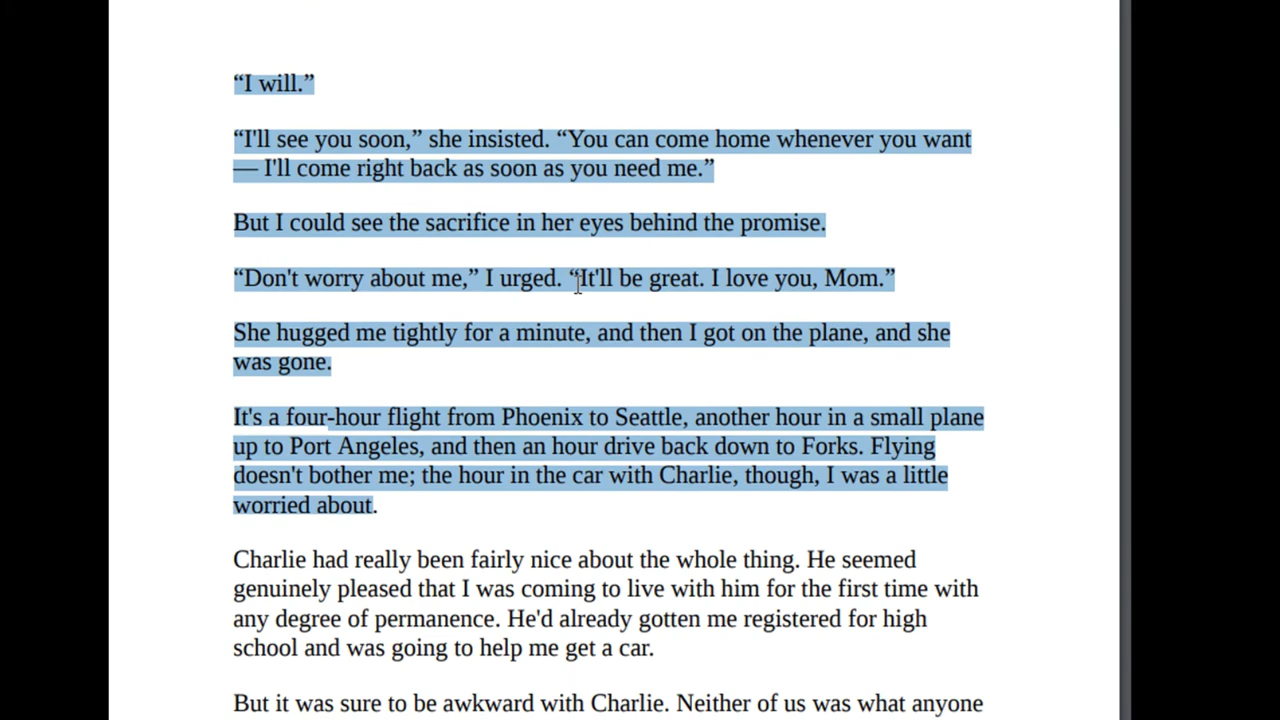 “I will.”
“I'll see you soon,” she insisted. “You can come home whenever you want
— I'll come right back as soon as you need me.”
But I could see the sacrifice in her eyes behind the promise.
“Don't worry about me,” I urged. “It'll be great. I love you, Mom.”
She hugged me tightly for a minute, and then I got on the plane, and she
was gone.
It's a four-hour flight from Phoenix to Seattle, another hour in a small plane
up to Port Angeles, and then an hour drive back down to Forks. Flying
doesn't bother me; the hour in the car with Charlie, though, I was a little
worried about.
Charlie had really been fairly nice about the whole thing. He seemed
genuinely pleased that I was coming to live with him for the first time with
any degree of permanence. He'd already gotten me registered for high
school and was going to help me get a car.
But it was sure to be awkward with Charlie. Neither of us was what anyone